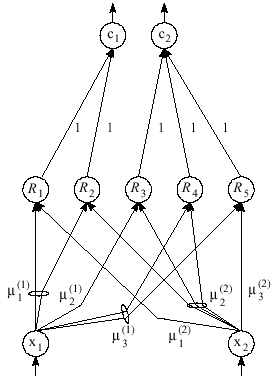 c₁ c₂
1 1 1 1 1
R₁ R₂ R₃ R₄ R₅
μ₁⁽¹⁾ μ₂⁽¹⁾ μ₃⁽¹⁾ μ₁⁽²⁾ μ₂⁽²⁾ μ₃⁽²⁾
x₁ x₂